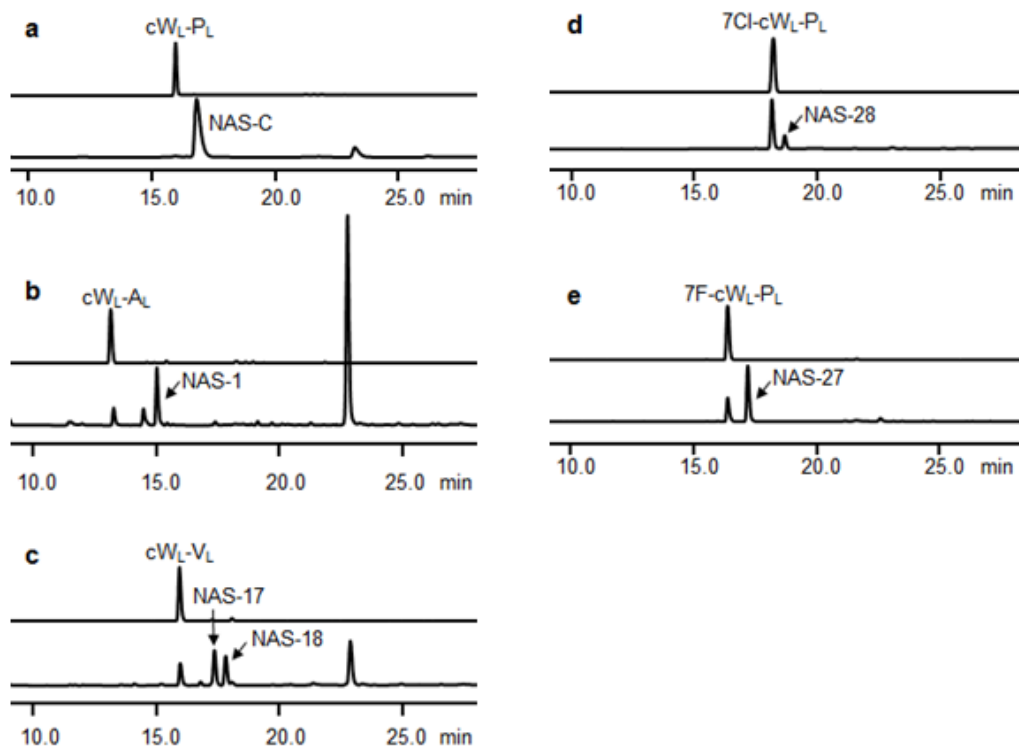 a
cWL-PL
NAS-C
10.0 15.0 20.0 25.0 min
b
cWL-AL
NAS-1
10.0 15.0 20.0 25.0 min
c
cWL-VL
NAS-17
NAS-18
10.0 15.0 20.0 25.0 min
d
7Cl-cWL-PL
NAS-28
10.0 15.0 20.0 25.0 min
e
7F-cWL-PL
NAS-27
10.0 15.0 20.0 25.0 min